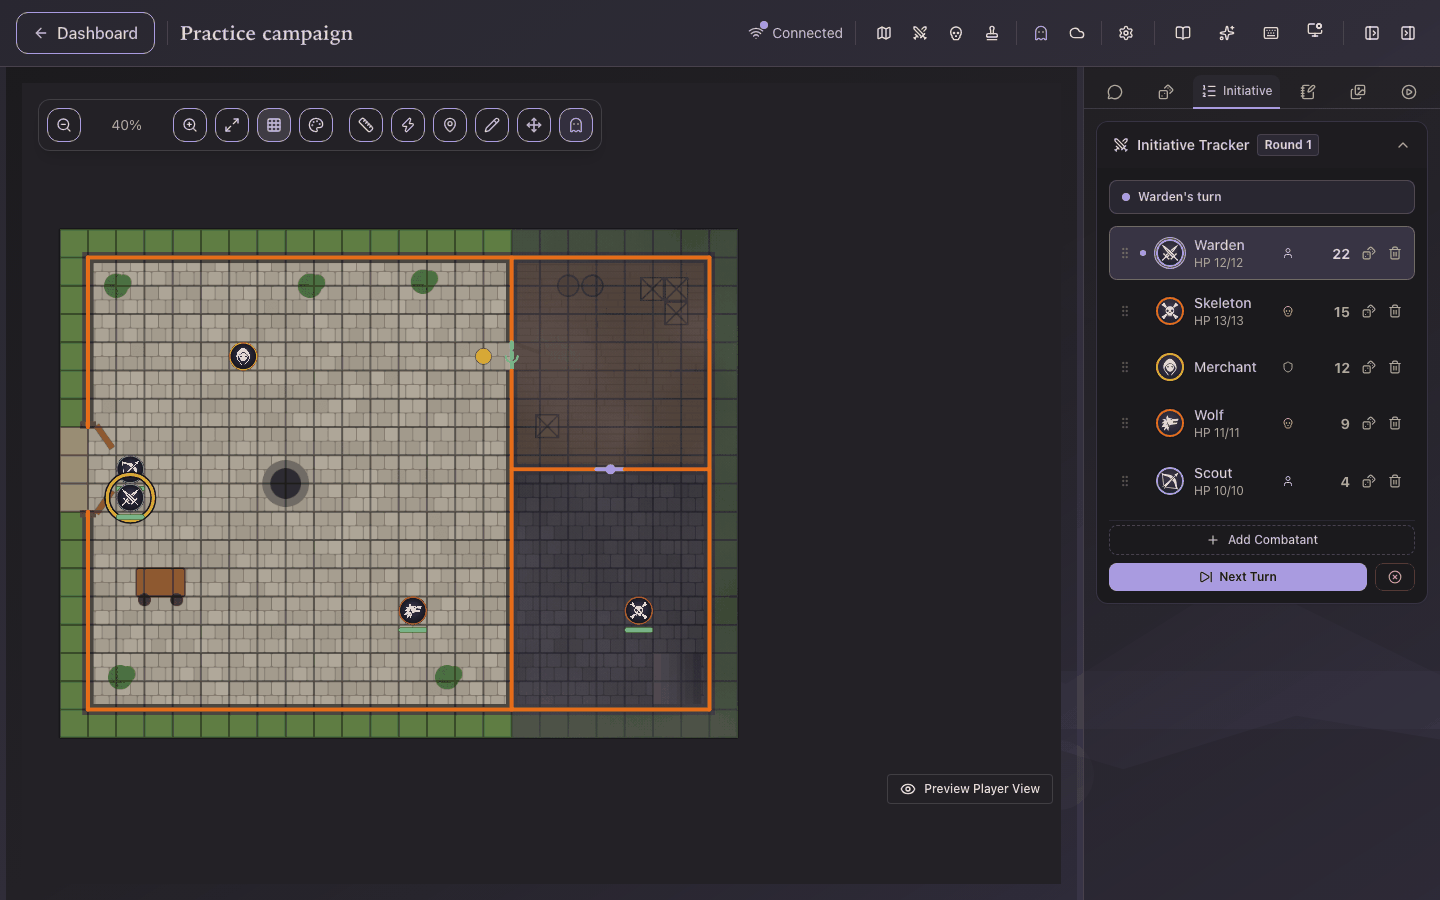 Dashboard
Practice campaign
Connected
40%
Initiative
Initiative Tracker
Round 1
Warden's turn
Warden
HP 12/12
22
Skeleton
HP 13/13
15
Merchant
12
Wolf
HP 11/11
9
Scout
HP 10/10
4
Add Combatant
Next Turn
Preview Player View